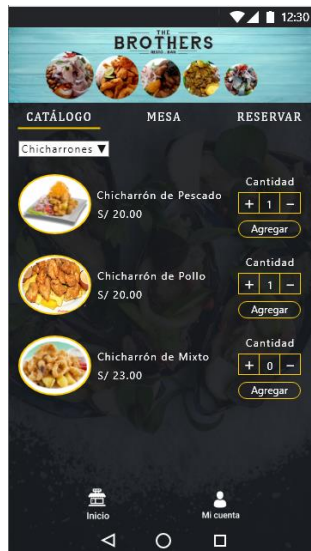 12:30
THE
BROTHERS
CATÁLOGO MESA RESERVAR
Chicharrones ▼
Cantidad
Chicharrón de Pescado
S/ 20.00
+ 1 −
Agregar
Cantidad
Chicharrón de Pollo
S/ 20.00
+ 1 −
Agregar
Cantidad
Chicharrón de Mixto
S/ 23.00
+ 0 −
Agregar
Inicio Mi cuenta